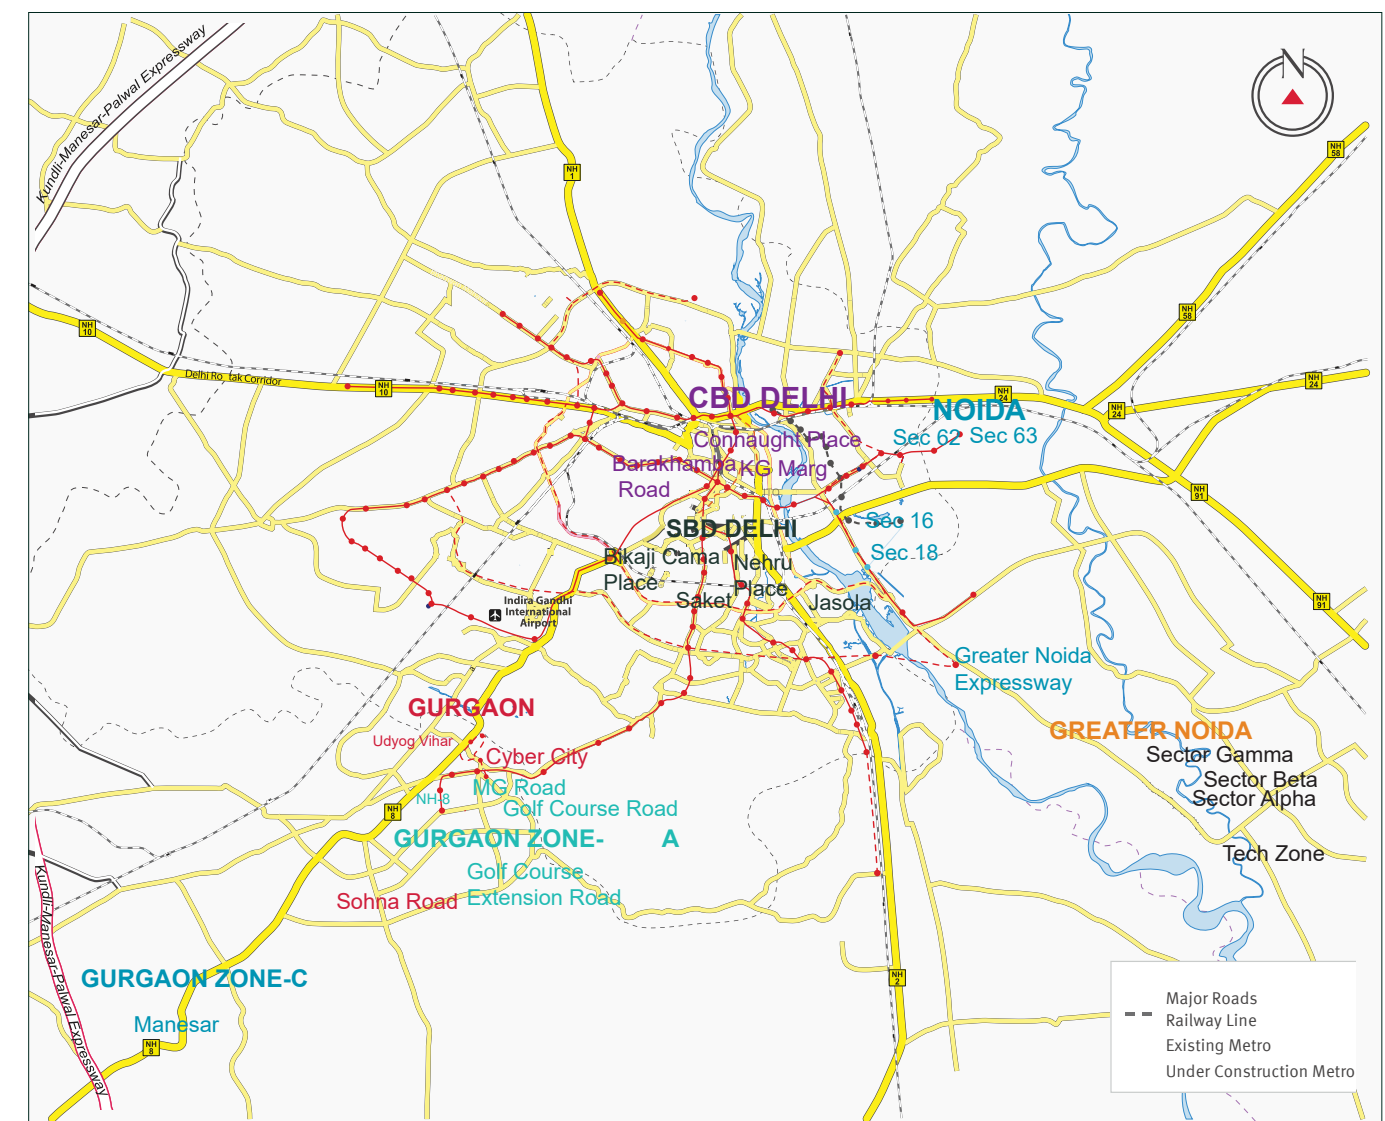 Kundli-Manesar-Palwal Expressway
N
NH
58
NH
1
NH
58
NH
10
Delhi Ro tak Corridor
NH
10
NH
24
NH
24
NH
24
CBD DELHI
NOIDA
Connaught Place
Sec 62
Sec 63
Barakhamba
Road
KG Marg
NH
91
SBD DELHI
Sec 16
Sec 18
Bikaji Cama
Place
Nehru
Place
Saket
Jasola
Indira Gandhi
International
Airport
NH
91
Greater Noida
Expressway
GURGAON
Udyog Vihar
Cyber City
GREATER NOIDA
Sector Gamma
Sector Beta
Sector Alpha
MG Road
NH-8
Golf Course Road
NH
8
GURGAON ZONE- A
Tech Zone
Golf Course
Extension Road
Sohna Road
Kundli-Manesar-Palwal Expressway
GURGAON ZONE-C
Manesar
NH
8
NH
2
Major Roads
Railway Line
Existing Metro
Under Construction Metro